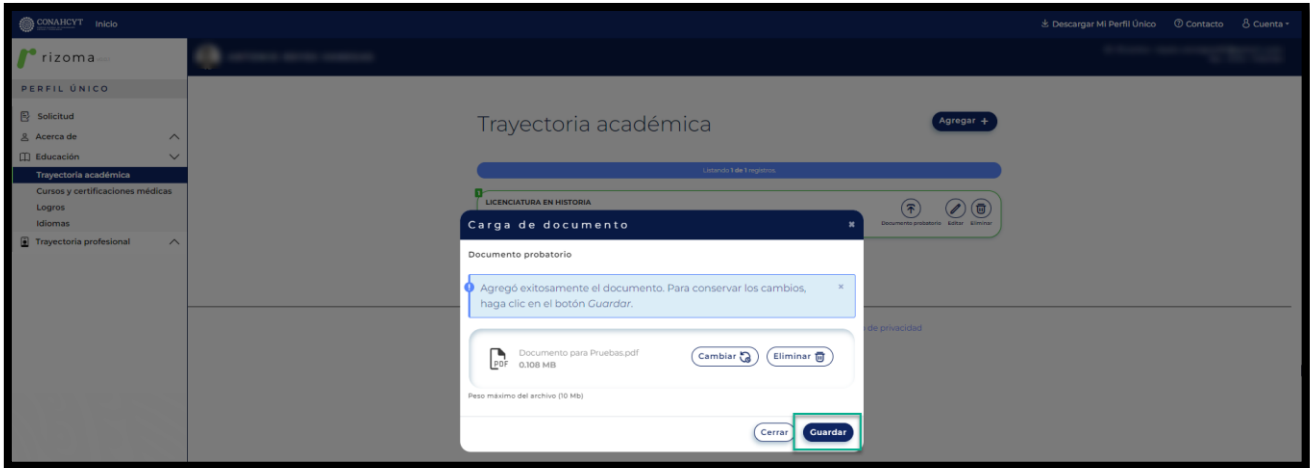 CONAHCYT Inicio Descargar Mi Perfil Único Contacto Cuenta
rizoma
PERFIL ÚNICO
Solicitud
Acerca de
Educación
Trayectoria académica
Cursos y certificaciones médicas
Logros
Idiomas
Trayectoria profesional
Trayectoria académica
Agregar +
Listando 1 de 1 registros.
1
LICENCIATURA EN HISTORIA
Documento probatorio Editar Eliminar
Carga de documento
Documento probatorio
Agregó exitosamente el documento. Para conservar los cambios,
haga clic en el botón Guardar.
PDF
Documento para Pruebas.pdf
0.108 MB
Cambiar Eliminar
Peso máximo del archivo (10 Mb)
Cerrar Guardar
de privacidad